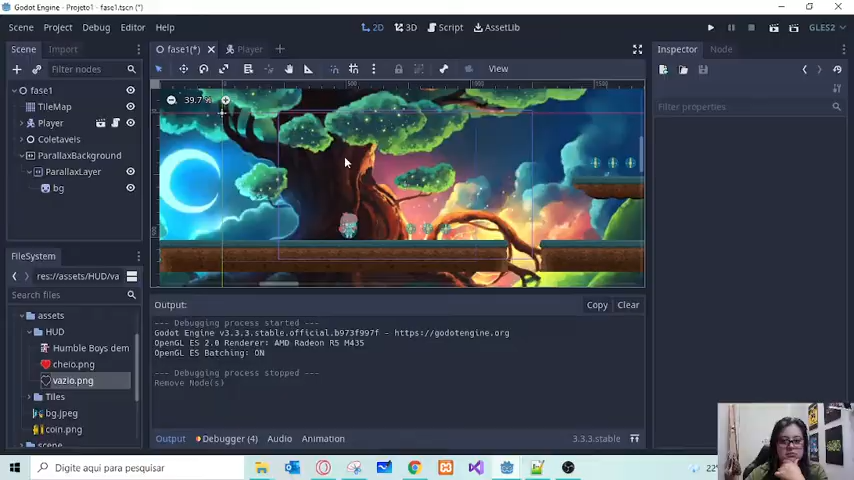 Godot Engine - Projeto1 - fase1.tscn (*)
Scene Project Debug Editor Help
2D 3D Script AssetLib
GLES2
Scene Import
fase1(*) Player
Inspector Node
Filter nodes
View
Filter properties
fase1
TileMap
Player
Coletaveis
ParallaxBackground
ParallaxLayer
bg
500 1000 1500
39.7 %
FileSystem
res://assets/HUD/va
Search files
assets
HUD
Humble Boys dem
cheio.png
vazio.png
Tiles
bg.jpeg
coin.png
scene
Output:
Copy Clear
--- Debugging process started ---
Godot Engine v3.3.3.stable.official.b973f997f - https://godotengine.org
OpenGL ES 2.0 Renderer: AMD Radeon R5 M435
OpenGL ES Batching: ON
--- Debugging process stopped ---
Remove Node(s)
Output Debugger (4) Audio Animation
3.3.3.stable
Digite aqui para pesquisar
22°